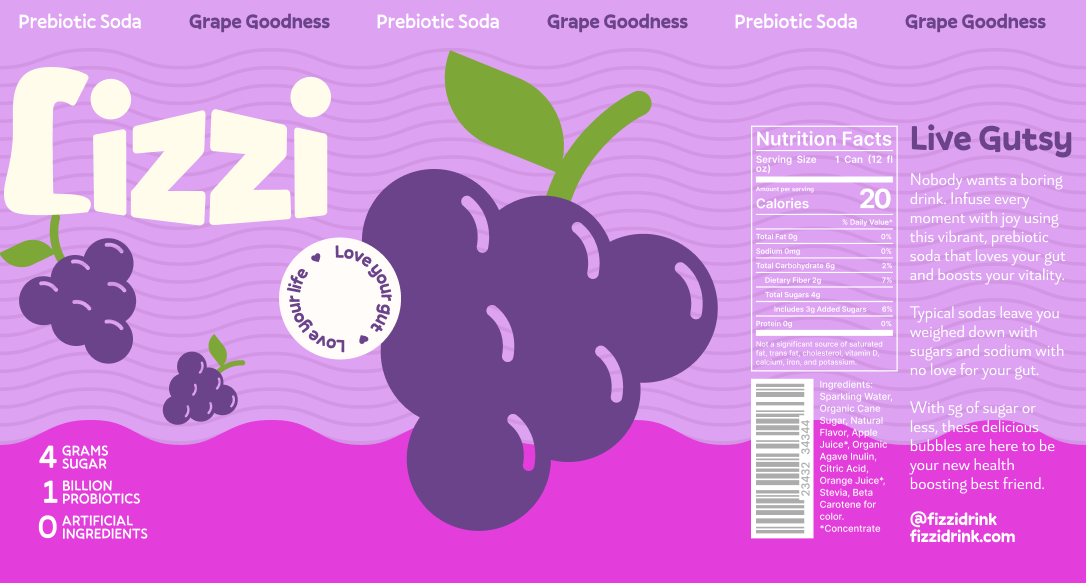 Prebiotic Soda Grape Goodness Prebiotic Soda Grape Goodness Prebiotic Soda Grape Goodness
fizzi
Love your gut
Love your life
4 GRAMS
SUGAR
1 BILLION
PROBIOTICS
0 ARTIFICIAL
INGREDIENTS
Nutrition Facts
Serving Size 1 Can (12 fl
oz)
Amount per serving
Calories 20
% Daily Value*
Total Fat 0g 0%
Sodium 0mg 0%
Total Carbohydrate 6g 2%
Dietary Fiber 2g 7%
Total Sugars 4g
Includes 3g Added Sugars 6%
Protein 0g 0%
Not a significant source of saturated
fat, trans fat, cholesterol, vitamin D,
calcium, iron, and potassium.
23432 34344
Ingredients:
Sparkling Water,
Organic Cane
Sugar, Natural
Flavor, Apple
Juice*, Organic
Agave Inulin,
Citric Acid,
Orange Juice*,
Stevia, Beta
Carotene for
color.
*Concentrate
Live Gutsy
Nobody wants a boring
drink. Infuse every
moment with joy using
this vibrant, prebiotic
soda that loves your gut
and boosts your vitality.
Typical sodas leave you
weighed down with
sugars and sodium with
no love for your gut.
With 5g of sugar or
less, these delicious
bubbles are here to be
your new health
boosting best friend.
@fizzidrink
fizzidrink.com